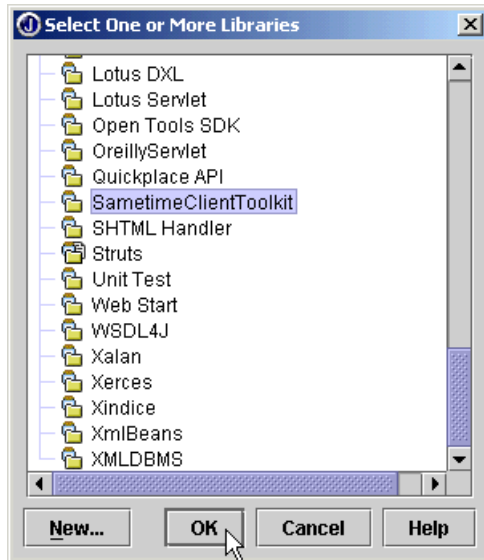 Select One or More Libraries
Lotus DXL
Lotus Servlet
Open Tools SDK
OreillyServlet
Quickplace API
SametimeClientToolkit
SHTML Handler
Struts
Unit Test
Web Start
WSDL4J
Xalan
Xerces
Xindice
XmlBeans
XMLDBMS
New... OK Cancel Help